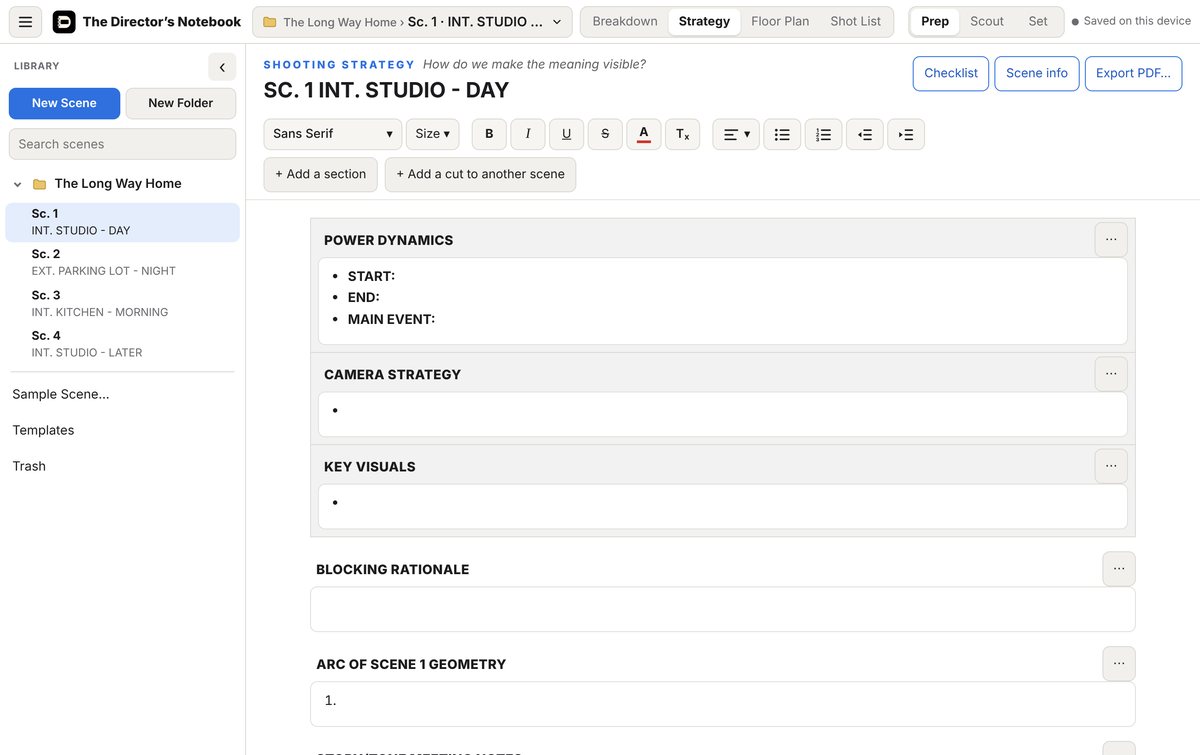 The Director's Notebook
The Long Way Home › Sc. 1 · INT. STUDIO ...
Breakdown Strategy Floor Plan Shot List
Prep Scout Set
Saved on this device
LIBRARY
New Scene New Folder
Search scenes
The Long Way Home
Sc. 1
INT. STUDIO - DAY
Sc. 2
EXT. PARKING LOT - NIGHT
Sc. 3
INT. KITCHEN - MORNING
Sc. 4
INT. STUDIO - LATER
Sample Scene...
Templates
Trash
SHOOTING STRATEGY How do we make the meaning visible?
SC. 1 INT. STUDIO - DAY
Checklist Scene info Export PDF...
Sans Serif ▾ Size ▾ B I U S A Tx
+ Add a section + Add a cut to another scene
POWER DYNAMICS ...
• START:
• END:
• MAIN EVENT:
CAMERA STRATEGY ...
•
KEY VISUALS ...
•
BLOCKING RATIONALE ...
ARC OF SCENE 1 GEOMETRY ...
1.